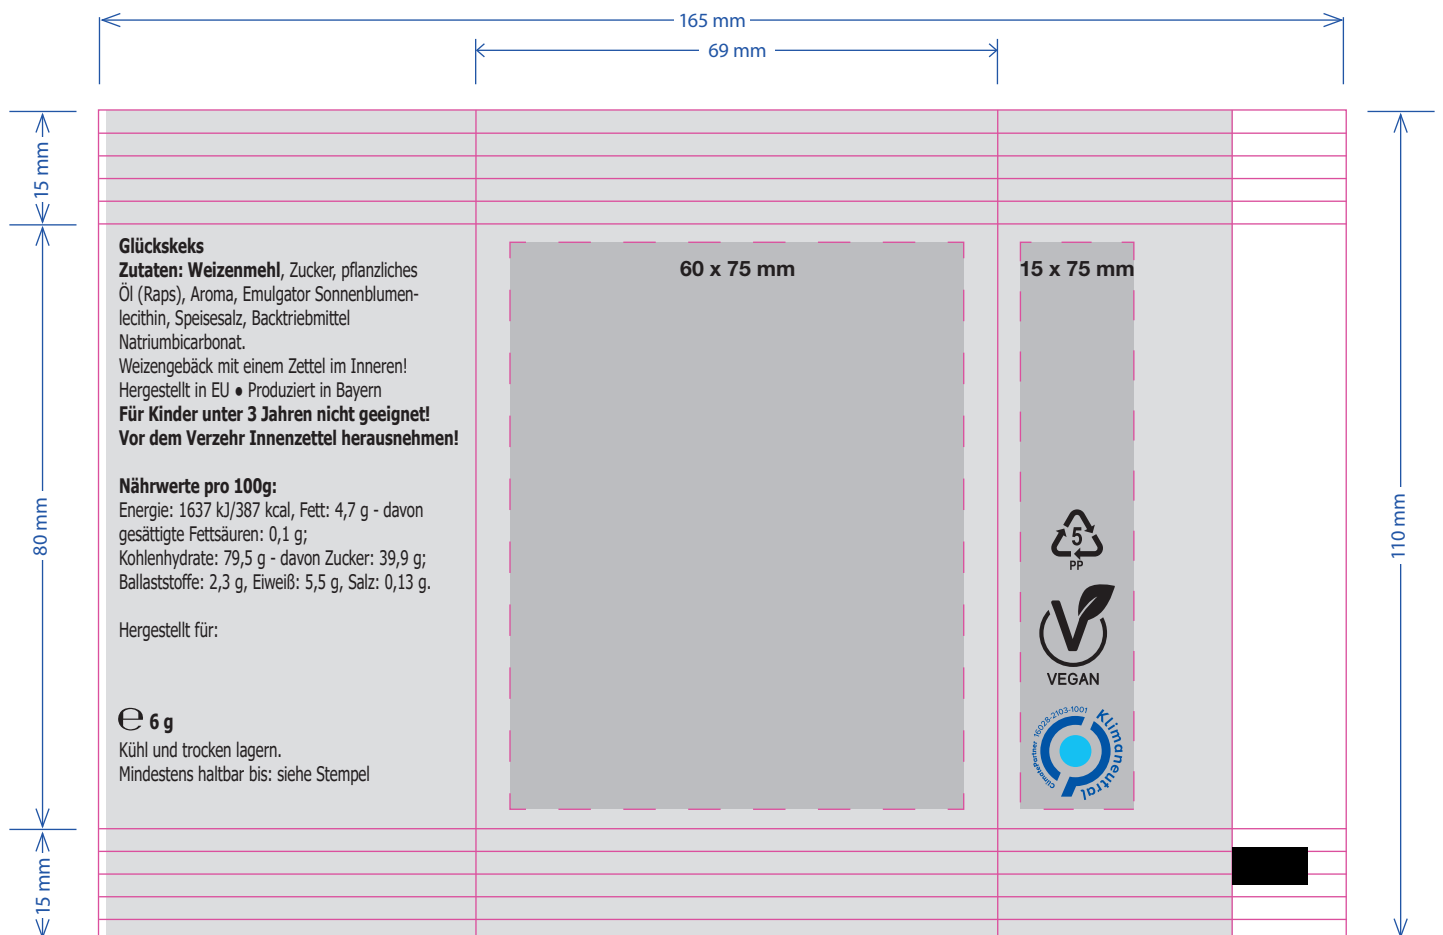 165 mm
69 mm
15 mm
80 mm
15 mm
110 mm
Glückskeks
Zutaten: Weizenmehl, Zucker, pflanzliches
Öl (Raps), Aroma, Emulgator Sonnenblumen-
lecithin, Speisesalz, Backtriebmittel
Natriumbicarbonat.
Weizengebäck mit einem Zettel im Inneren!
Hergestellt in EU ● Produziert in Bayern
Für Kinder unter 3 Jahren nicht geeignet!
Vor dem Verzehr Innenzettel herausnehmen!
Nährwerte pro 100g:
Energie: 1637 kJ/387 kcal, Fett: 4,7 g - davon
gesättigte Fettsäuren: 0,1 g;
Kohlenhydrate: 79,5 g - davon Zucker: 39,9 g;
Ballaststoffe: 2,3 g, Eiweiß: 5,5 g, Salz: 0,13 g.
Hergestellt für:
℮ 6 g
Kühl und trocken lagern.
Mindestens haltbar bis: siehe Stempel
60 x 75 mm
15 x 75 mm
5
PP
V
VEGAN
Klimaneutral
ClimatePartner 16028-2103-1001